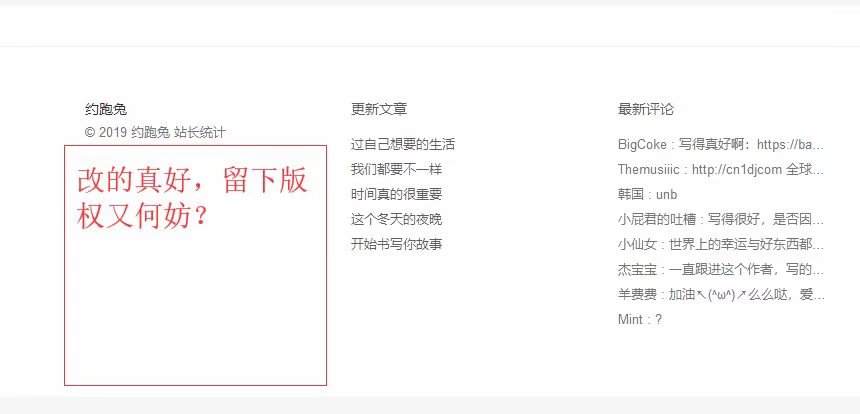 约跑兔
© 2019 约跑兔 站长统计
改的真好，留下版
权又何妨？
更新文章
过自己想要的生活
我们都要不一样
时间真的很重要
这个冬天的夜晚
开始书写你故事
最新评论
BigCoke : 写得真好啊：https://ba...
Themusiiic : http://cn1djcom 全球...
韩国 : unb
小屁君的吐槽 : 写得很好，是否因...
小仙女 : 世界上的幸运与好东西都...
杰宝宝 : 一直跟进这个作者，写的...
羊费费 : 加油↖(^ω^)↗么么哒，爱...
Mint : ?